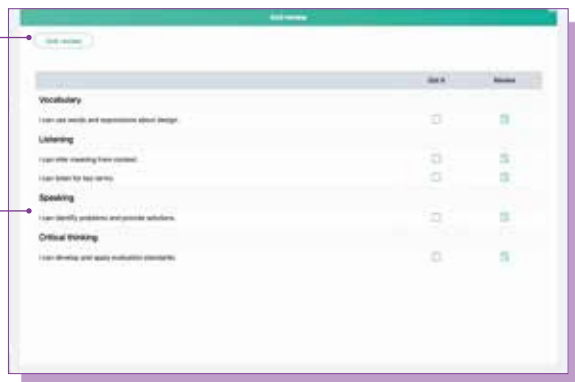 Unit review
Unit review
Got it Review
Vocabulary
I can use words and expressions about design.
Listening
I can infer meaning from context.
I can listen for key terms.
Speaking
I can identify problems and provide solutions.
Critical thinking
I can develop and apply evaluation standards.